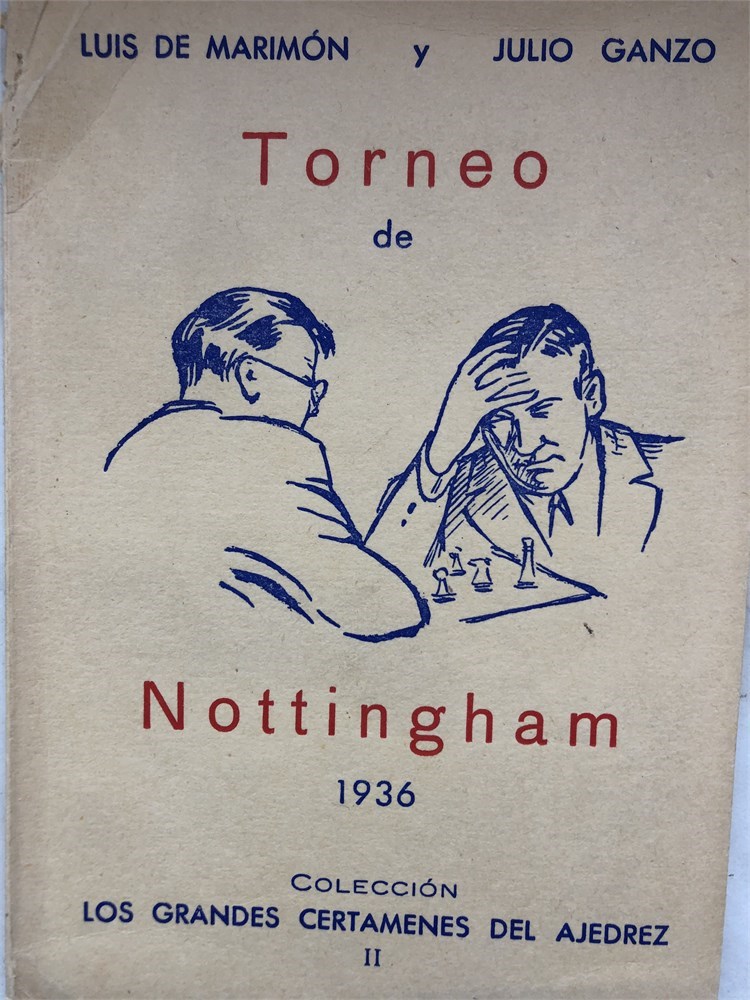 LUIS DE MARIMÓN y JULIO GANZO
Torneo
de
Nottingham
1936
COLECCIÓN
LOS GRANDES CERTAMENES DEL AJEDREZ
II